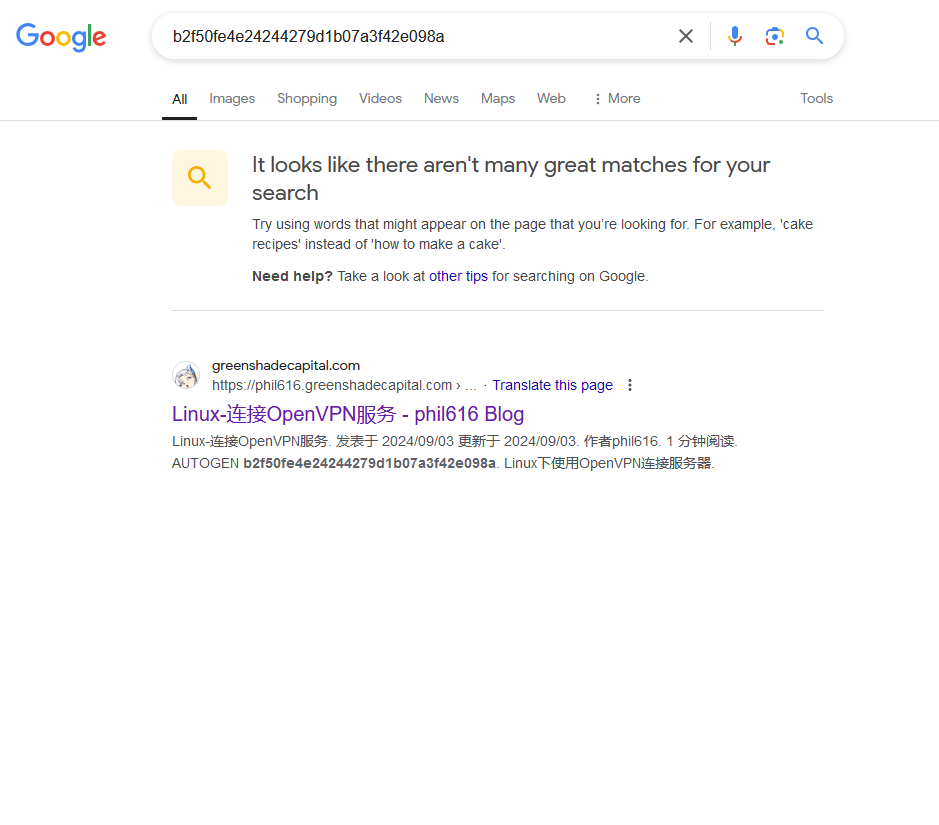 Google
b2f50fe4e24244279d1b07a3f42e098a
All Images Shopping Videos News Maps Web More Tools
It looks like there aren't many great matches for your
search
Try using words that might appear on the page that you’re looking for. For example, 'cake
recipes' instead of 'how to make a cake'.
Need help? Take a look at other tips for searching on Google.
greenshadecapital.com
https://phil616.greenshadecapital.com › ... · Translate this page
Linux-连接OpenVPN服务 - phil616 Blog
Linux-连接OpenVPN服务. 发表于 2024/09/03 更新于 2024/09/03. 作者phil616. 1 分钟阅读.
AUTOGEN b2f50fe4e24244279d1b07a3f42e098a. Linux下使用OpenVPN连接服务器.